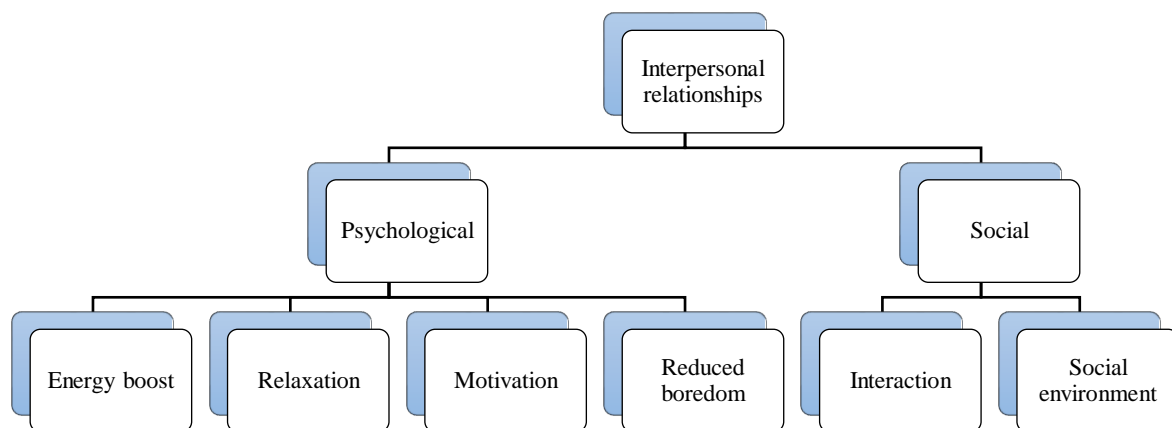 Interpersonal
relationships
Psychological
Social
Energy boost
Relaxation
Motivation
Reduced
boredom
Interaction
Social
environment